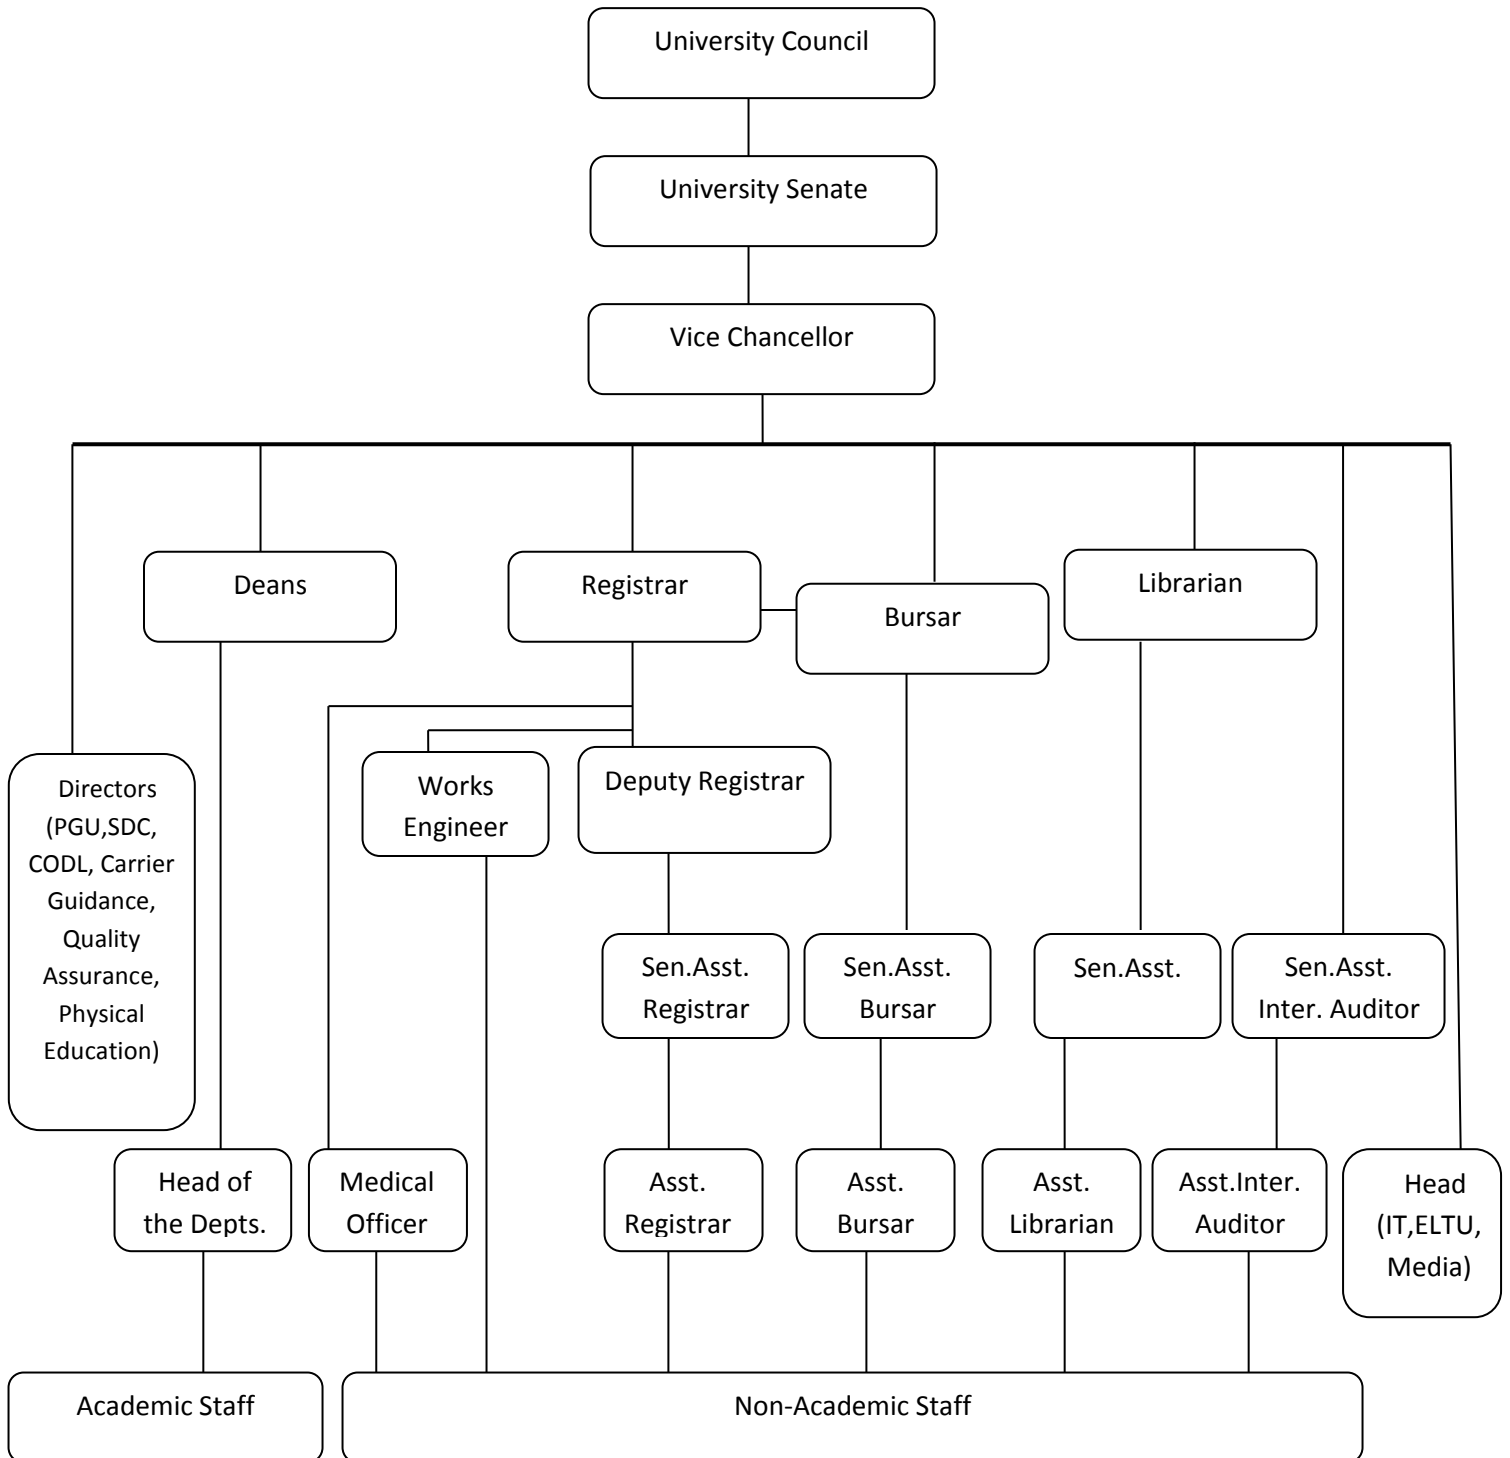 University Council
University Senate
Vice Chancellor
Deans
Registrar
Bursar
Librarian
Directors
(PGU,SDC,
CODL, Carrier
Guidance,
Quality
Assurance,
Physical
Education)
Works
Engineer
Deputy Registrar
Sen.Asst.
Registrar
Sen.Asst.
Bursar
Sen.Asst.
Sen.Asst.
Inter. Auditor
Head of
the Depts.
Medical
Officer
Asst.
Registrar
Asst.
Bursar
Asst.
Librarian
Asst.Inter.
Auditor
Head
(IT,ELTU,
Media)
Academic Staff
Non-Academic Staff